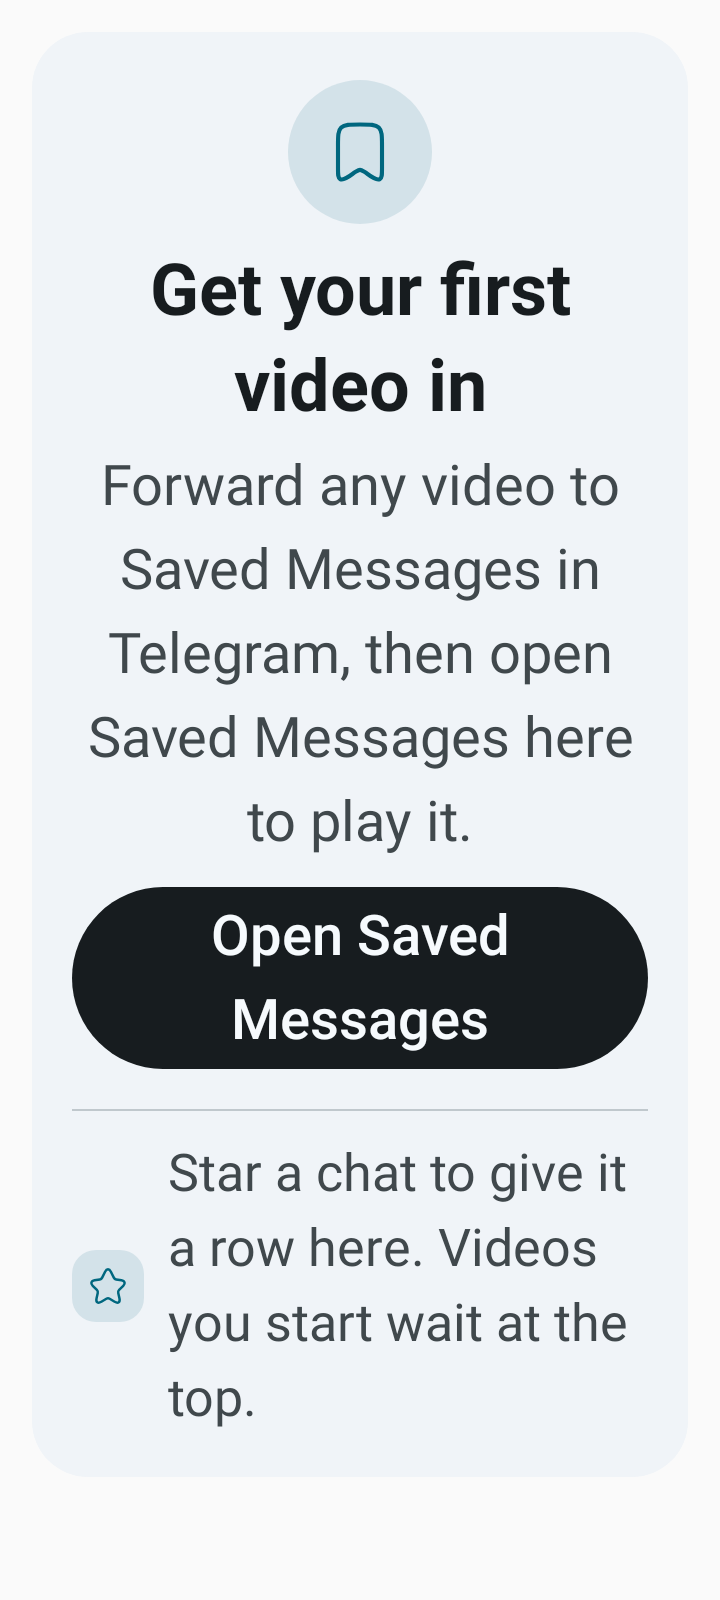 Get your first
video in
Forward any video to
Saved Messages in
Telegram, then open
Saved Messages here
to play it.
Open Saved
Messages
Star a chat to give it
a row here. Videos
you start wait at the
top.